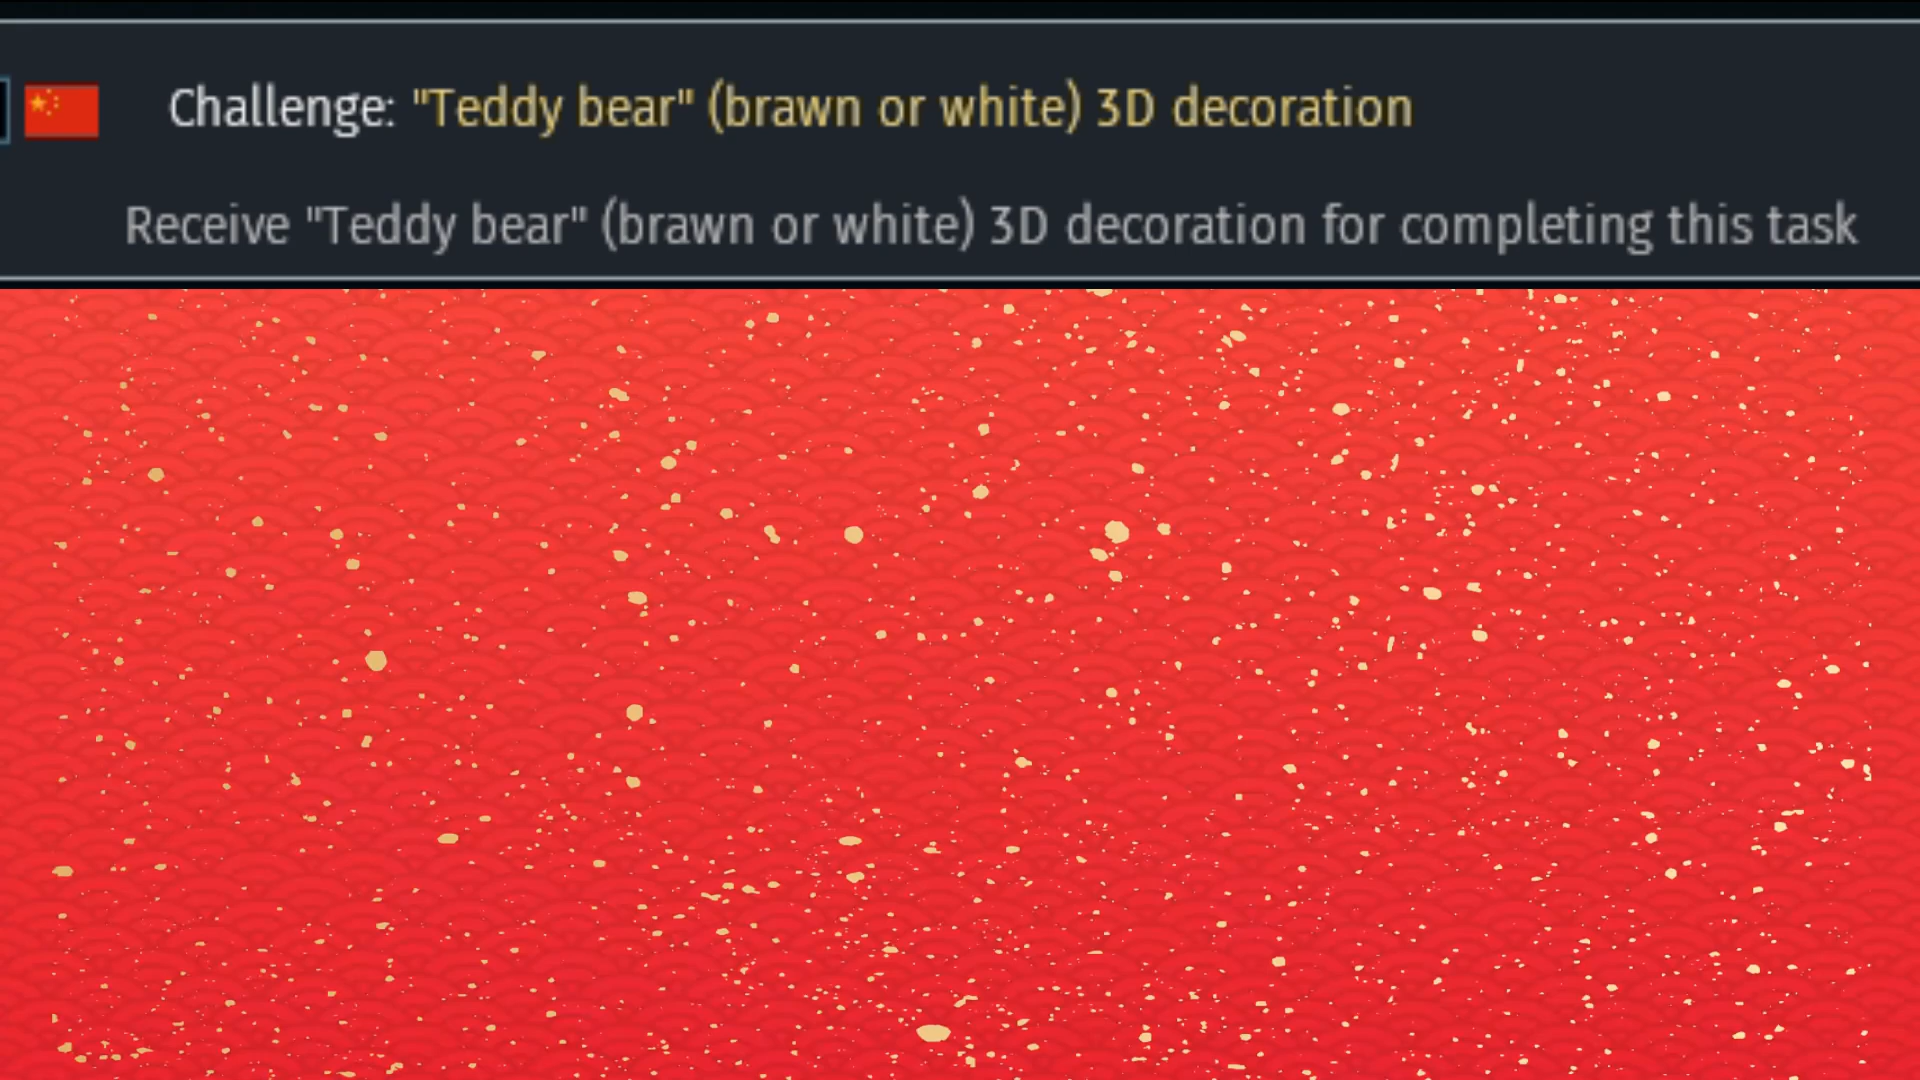 Challenge: "Teddy bear" (brawn or white) 3D decoration
Receive "Teddy bear" (brawn or white) 3D decoration for completing this task